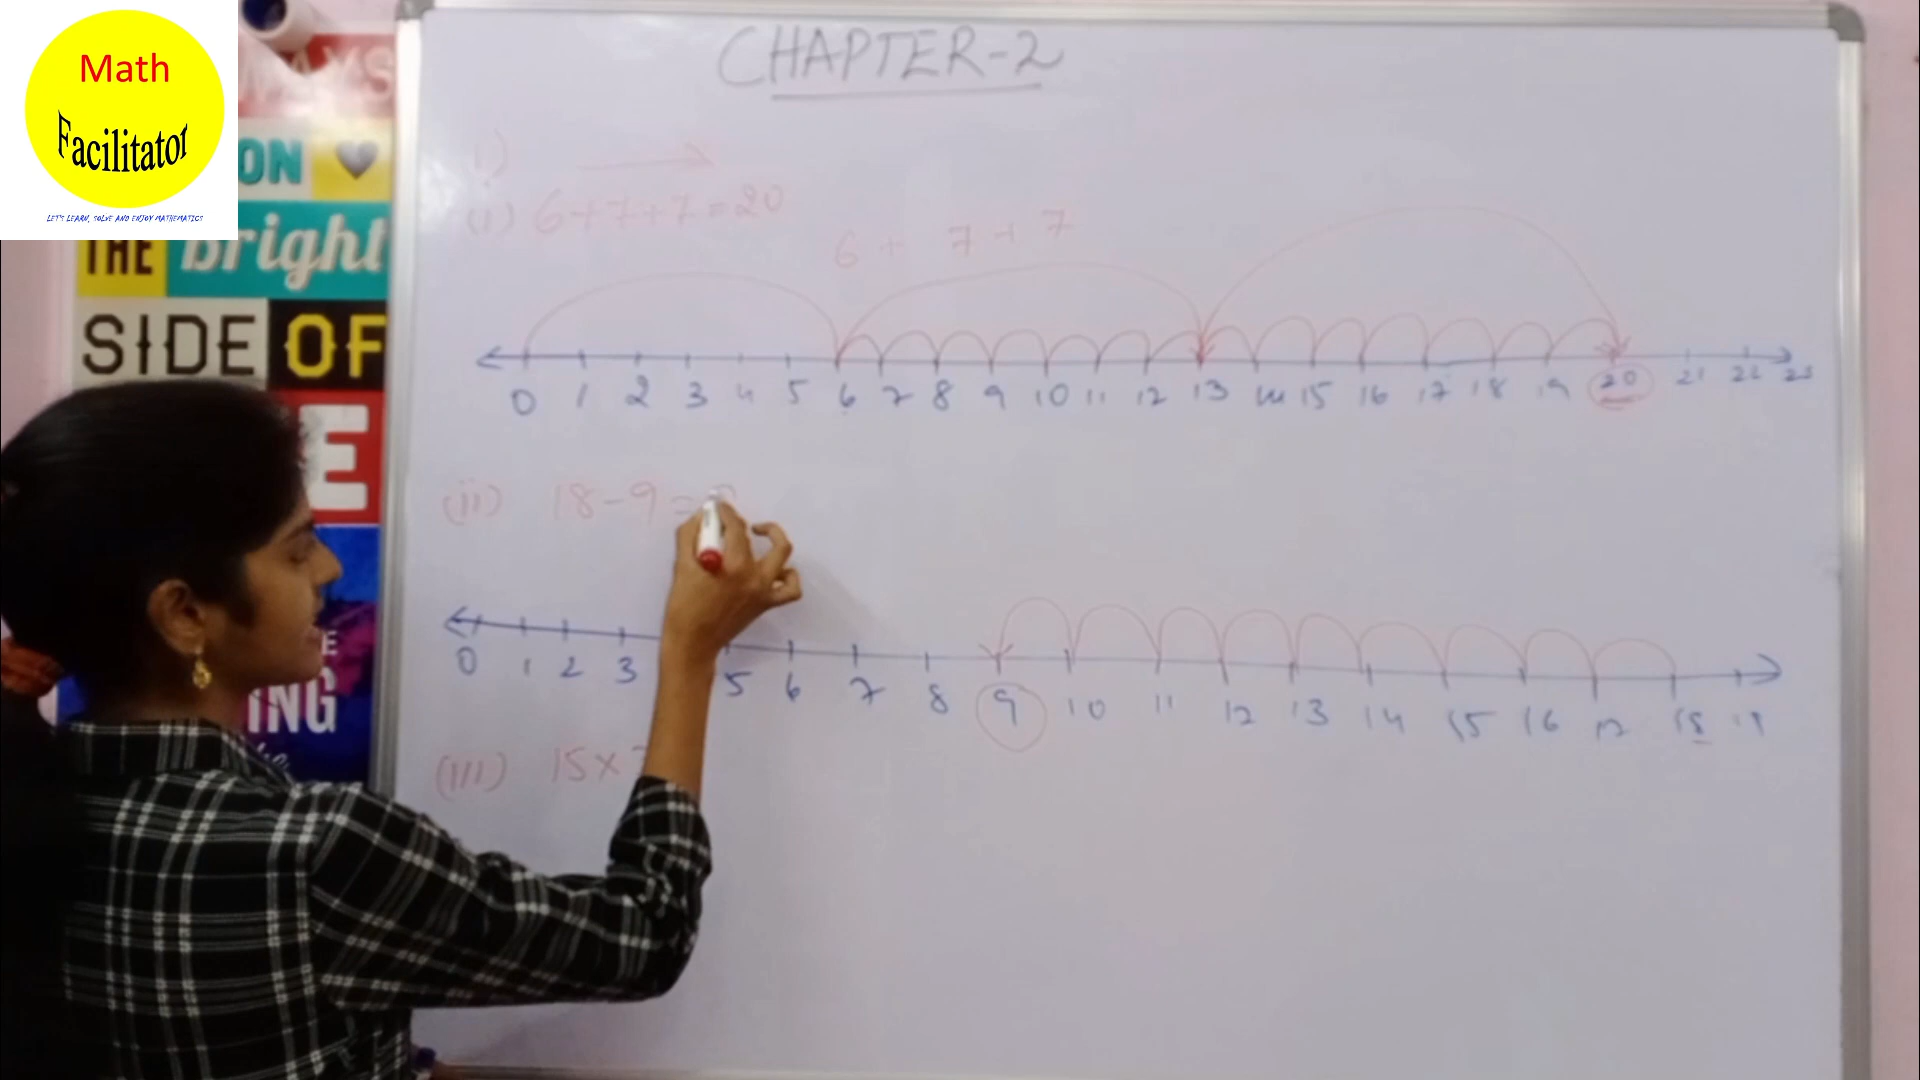 Math
Facilitator
LET'S LEARN, SOLVE AND ENJOY MATHEMATICS
ON
THE bright
SIDE OF
E
ING
CHAPTER-2
1)
(i) 6+7+7=20
6+ 7+ 7
0 1 2 3 4 5 6 7 8 9 10 11 12 13 14 15 16 17 18 19 20 21 22 23
(ii) 18-9=
0 1 2 3 5 6 7 8 9 10 11 12 13 14 15 16 17 18 19
(iii) 15×